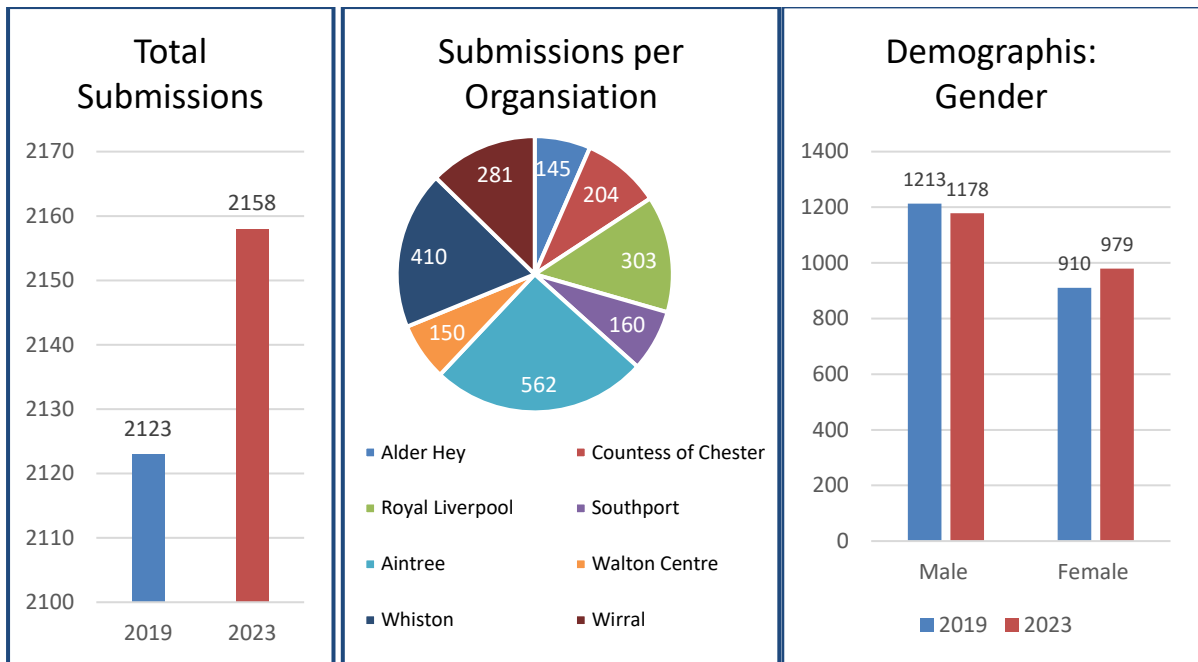 Total
Submissions
2170
2160
2150
2140
2130
2120
2110
2100
2123
2158
2019
2023
Submissions per
Organsiation
145
204
303
160
562
150
410
281
Alder Hey
Countess of Chester
Royal Liverpool
Southport
Aintree
Walton Centre
Whiston
Wirral
Demographis:
Gender
1400
1200
1000
800
600
400
200
0
1213
1178
910
979
Male
Female
2019
2023